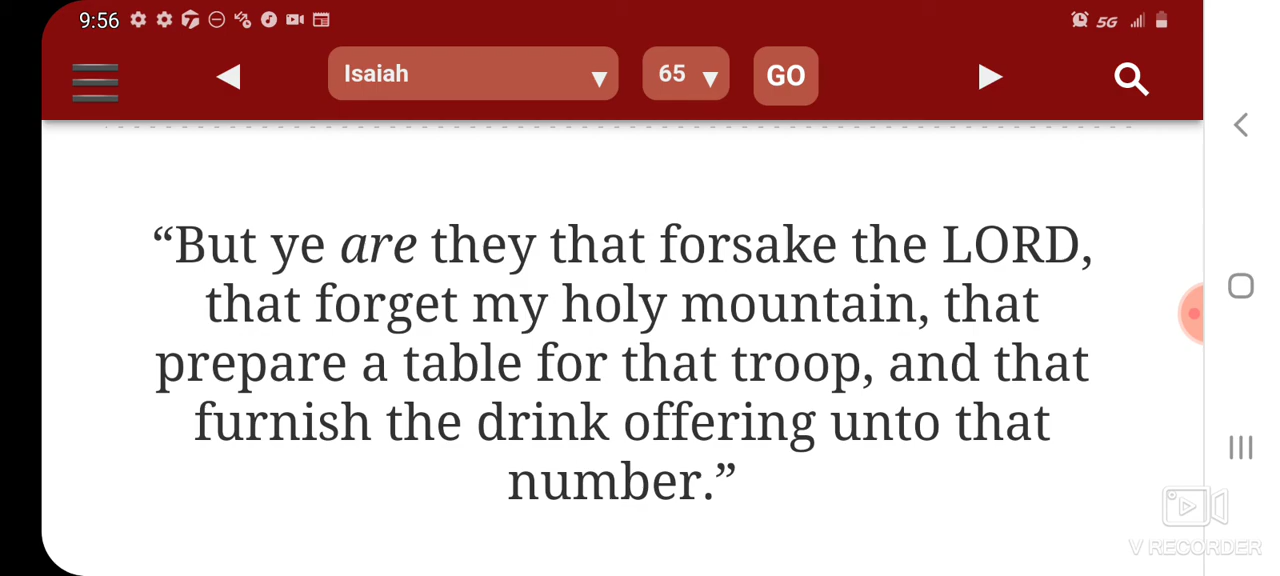 9:56 5G
Isaiah 65 GO
“But ye are they that forsake the LORD,
that forget my holy mountain, that
prepare a table for that troop, and that
furnish the drink offering unto that
number.”
V RECORDER